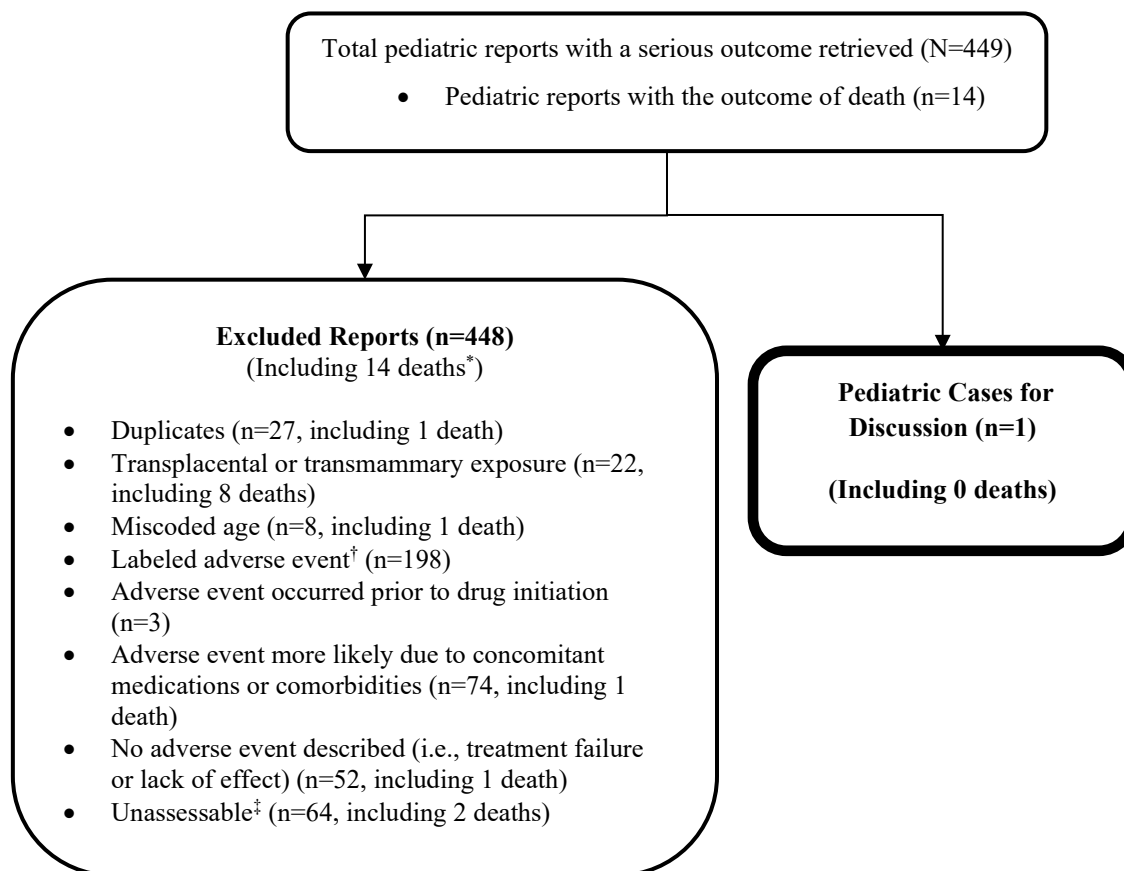 Total pediatric reports with a serious outcome retrieved (N=449)
• Pediatric reports with the outcome of death (n=14)
Excluded Reports (n=448)
(Including 14 deaths*)
• Duplicates (n=27, including 1 death)
• Transplacental or transmammary exposure (n=22,
including 8 deaths)
• Miscoded age (n=8, including 1 death)
• Labeled adverse event† (n=198)
• Adverse event occurred prior to drug initiation
(n=3)
• Adverse event more likely due to concomitant
medications or comorbidities (n=74, including 1
death)
• No adverse event described (i.e., treatment failure
or lack of effect) (n=52, including 1 death)
• Unassessable‡ (n=64, including 2 deaths)
Pediatric Cases for
Discussion (n=1)
(Including 0 deaths)